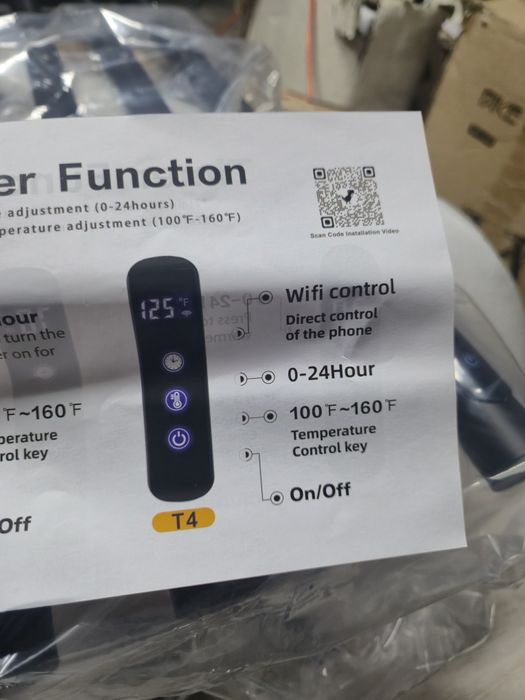 er Function
adjustment (0-24hours)
perature adjustment (100℉-160℉)
Scan Code Installation Video
125 ℉
Wifi control
Direct control
of the phone
0-24Hour
100℉~160℉
Temperature
Control key
On/Off
T4
our
turn the
er on for
℉~160℉
perature
rol key
Off